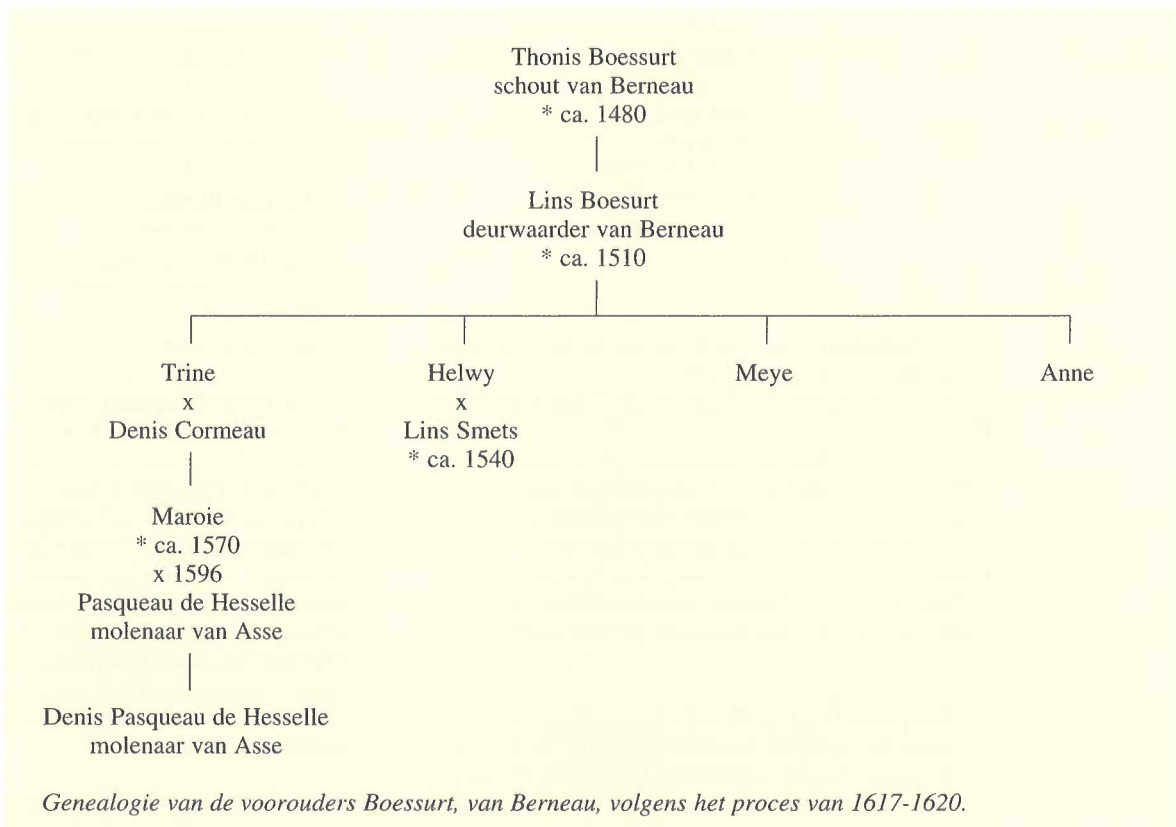 Thonis Boessurt
schout van Berneau
* ca. 1480
Lins Boesurt
deurwaarder van Berneau
* ca. 1510
Trine
x
Denis Cormeau
Helwy
x
Lins Smets
* ca. 1540
Meye
Anne
Maroie
* ca. 1570
x 1596
Pasqueau de Hesselle
molenaar van Asse
Denis Pasqueau de Hesselle
molenaar van Asse
Genealogie van de voorouders Boessurt, van Berneau, volgens het proces van 1617-1620.